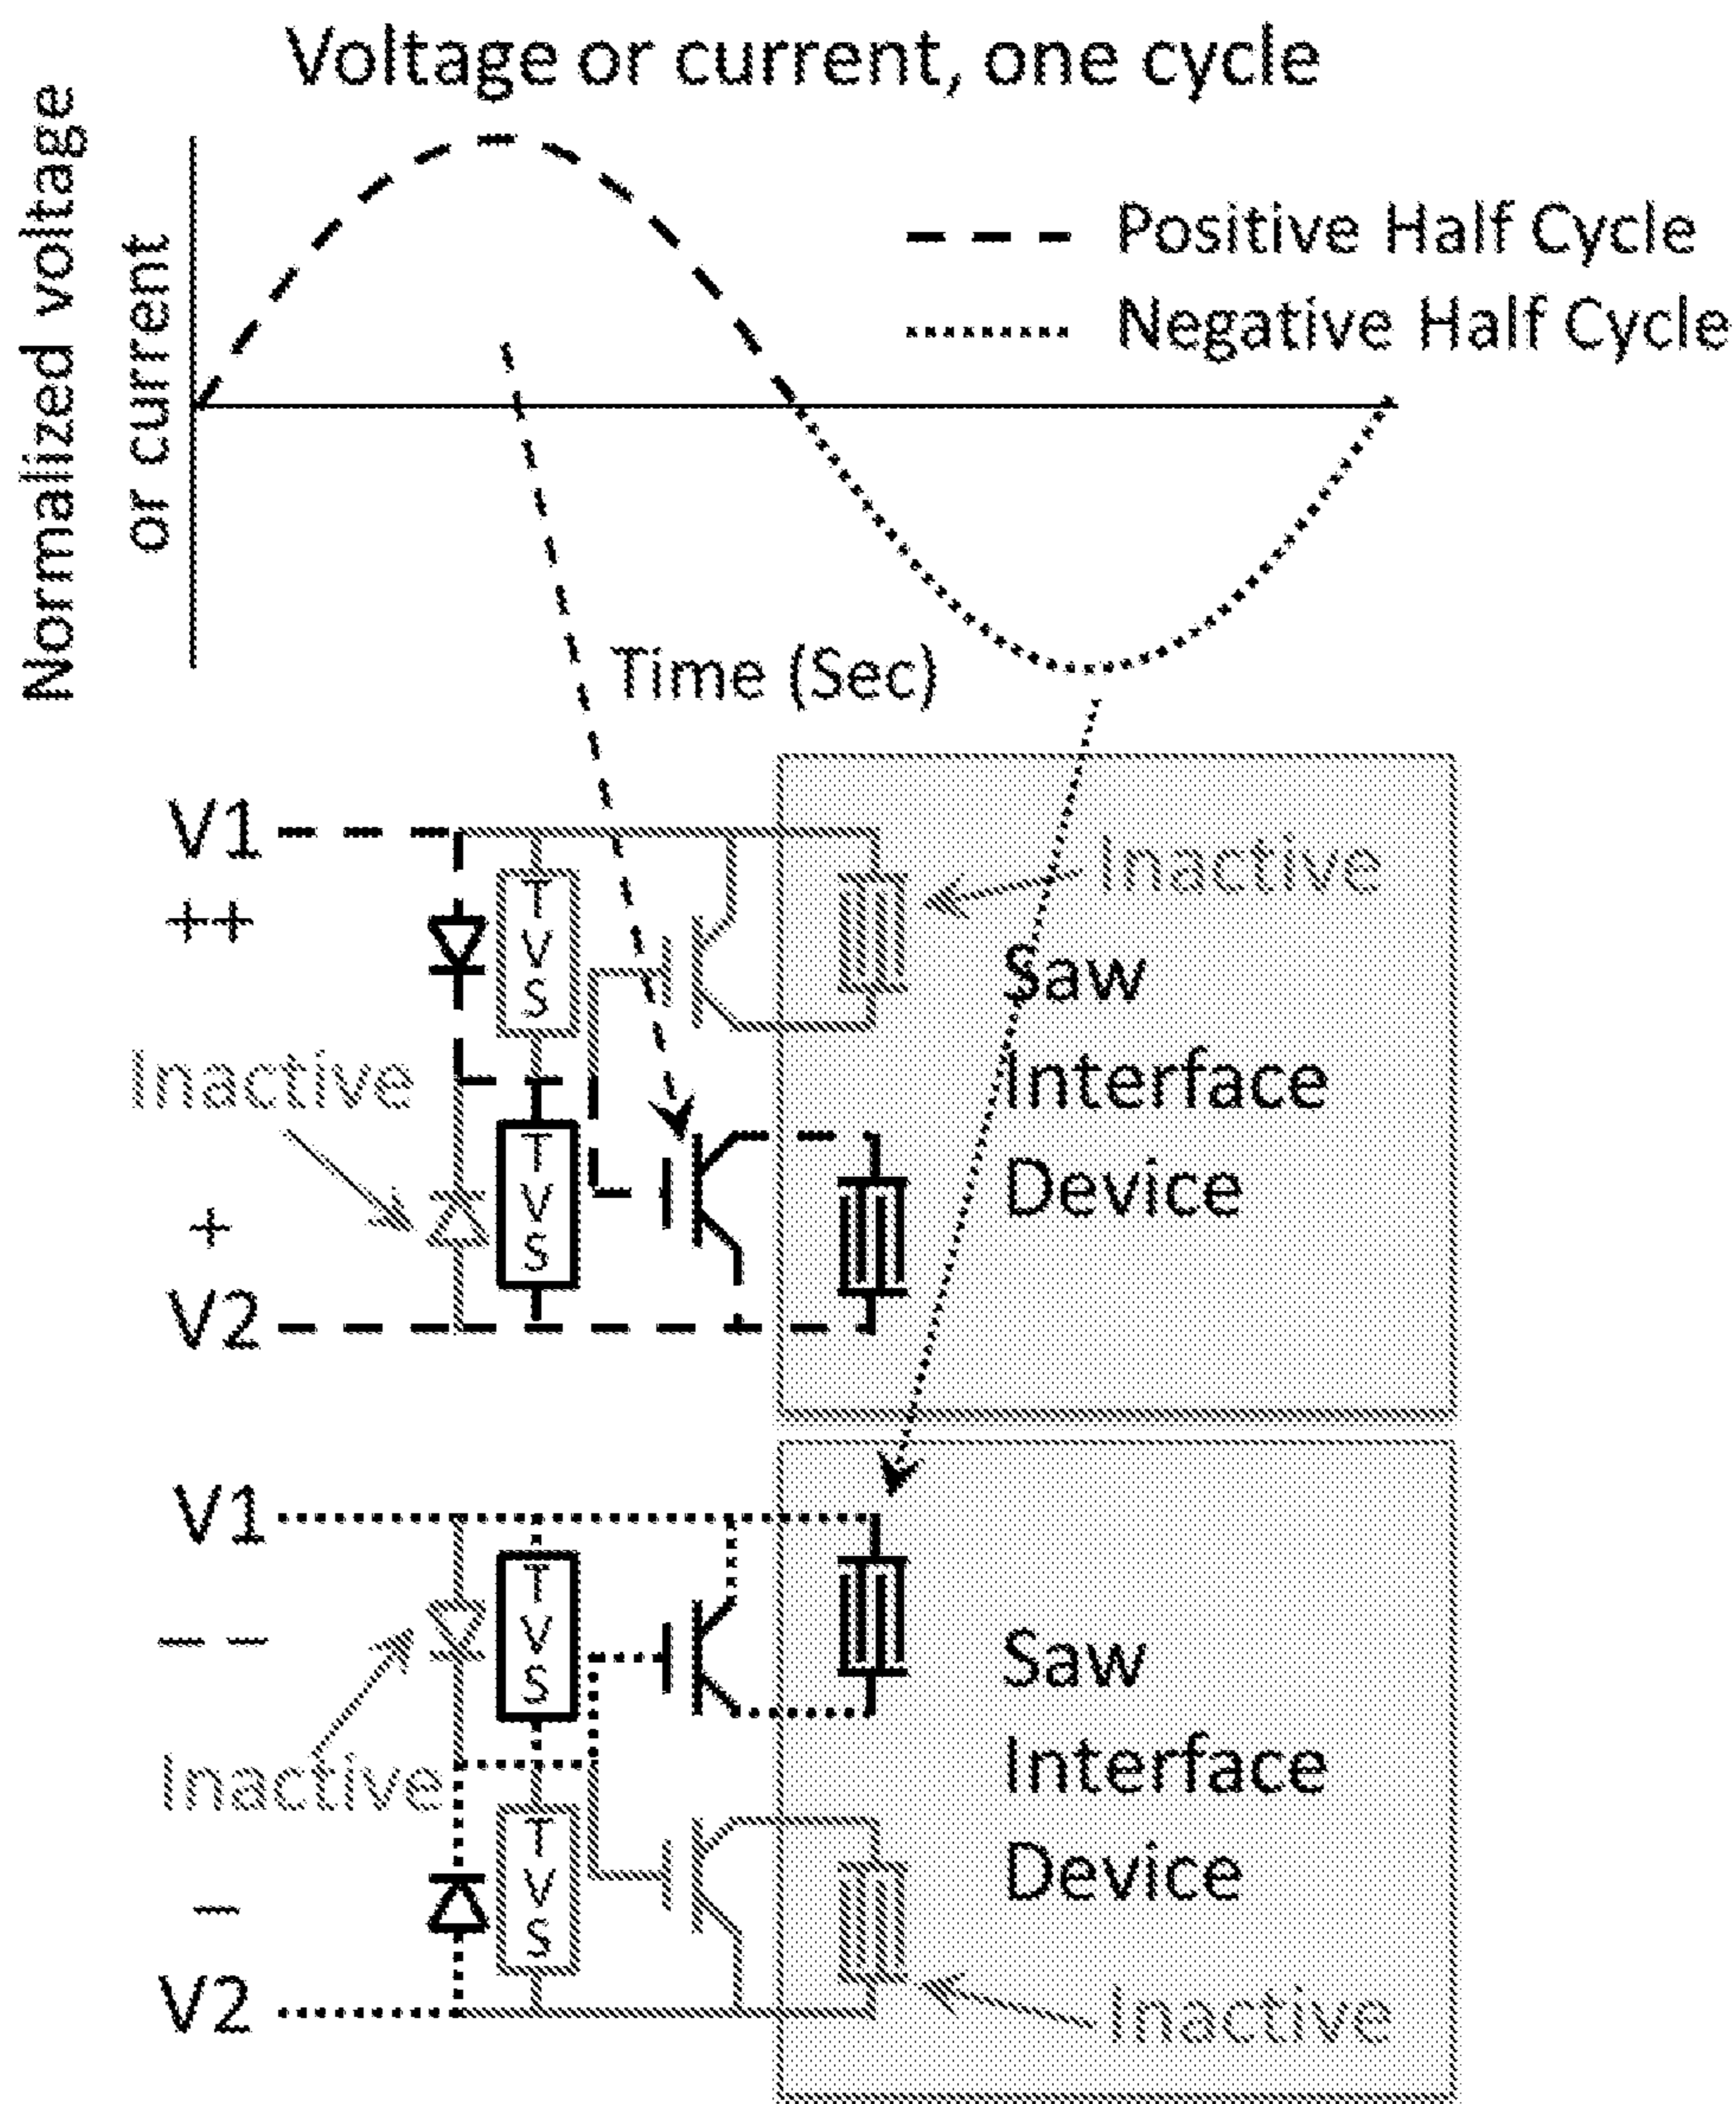 Voltage or current, one cycle
Normalized voltage
or current
Positive Half Cycle
Negative Half Cycle
Time (Sec)
V1
++
TVS
Inactive
Saw
Interface
Device
Inactive
TVS
+
V2
V1
TVS
– –
Saw
Interface
Device
Inactive
TVS
–
V2
Inactive